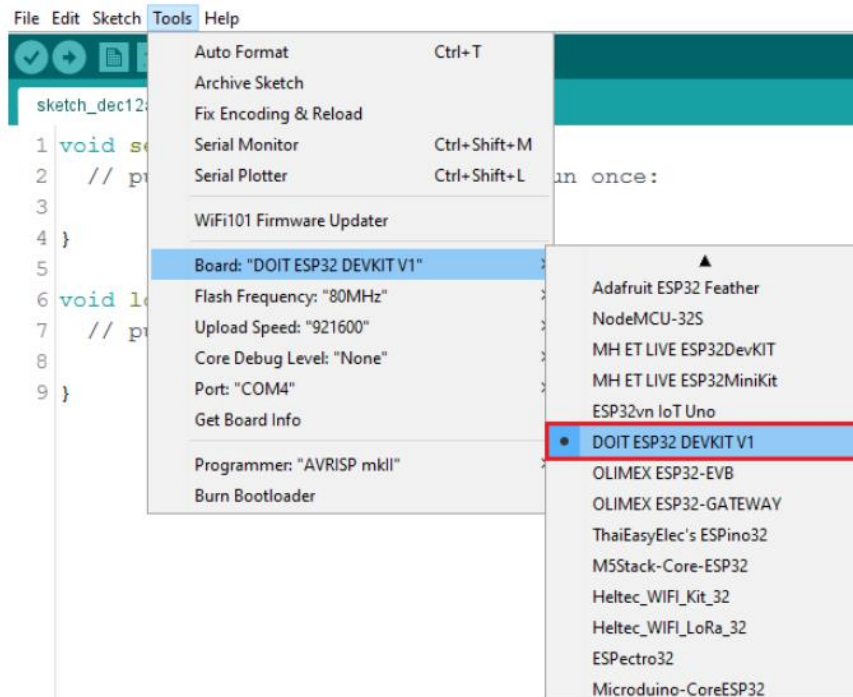 File Edit Sketch Tools Help
sketch_dec12a
Auto Format Ctrl+T
Archive Sketch
Fix Encoding & Reload
Serial Monitor Ctrl+Shift+M
Serial Plotter Ctrl+Shift+L
WiFi101 Firmware Updater
Board: "DOIT ESP32 DEVKIT V1"
Flash Frequency: "80MHz"
Upload Speed: "921600"
Core Debug Level: "None"
Port: "COM4"
Get Board Info
Programmer: "AVRISP mkII"
Burn Bootloader
1 void se
2 // pu un once:
3
4 }
5
6 void lo
7 // pu
8
9 }
Adafruit ESP32 Feather
NodeMCU-32S
MH ET LIVE ESP32DevKIT
MH ET LIVE ESP32MiniKit
ESP32vn IoT Uno
DOIT ESP32 DEVKIT V1
OLIMEX ESP32-EVB
OLIMEX ESP32-GATEWAY
ThaiEasyElec's ESPino32
M5Stack-Core-ESP32
Heltec_WIFI_Kit_32
Heltec_WIFI_LoRa_32
ESPectro32
Microduino-CoreESP32